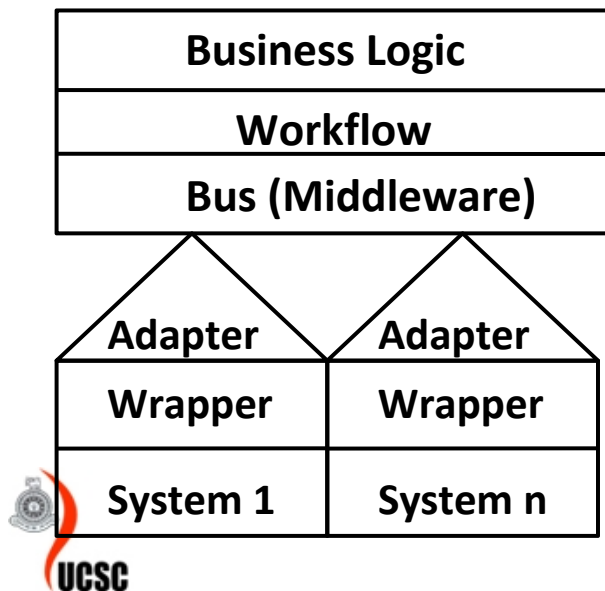 Business Logic
Workflow
Bus (Middleware)
Adapter Adapter
Wrapper Wrapper
System 1 System n
UCSC